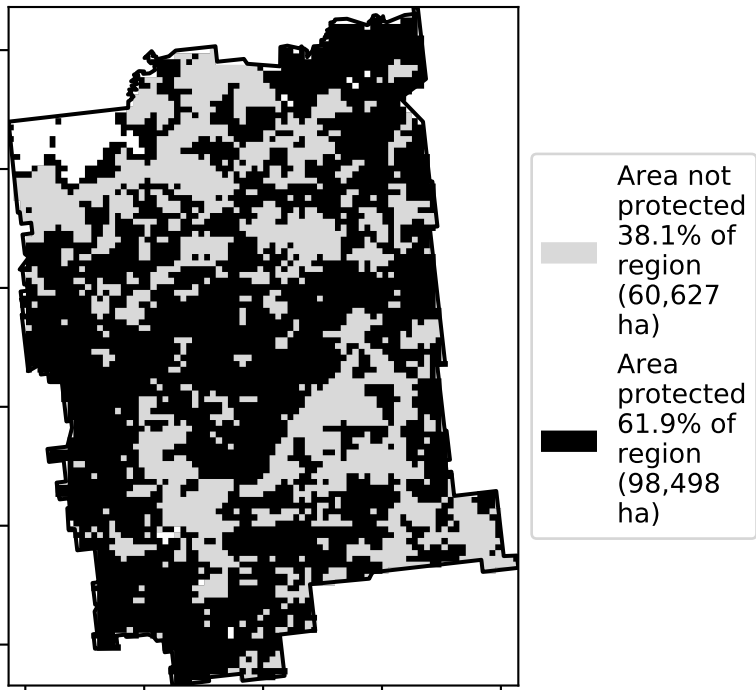 Area not
protected
38.1% of
region
(60,627
ha)
Area
protected
61.9% of
region
(98,498
ha)